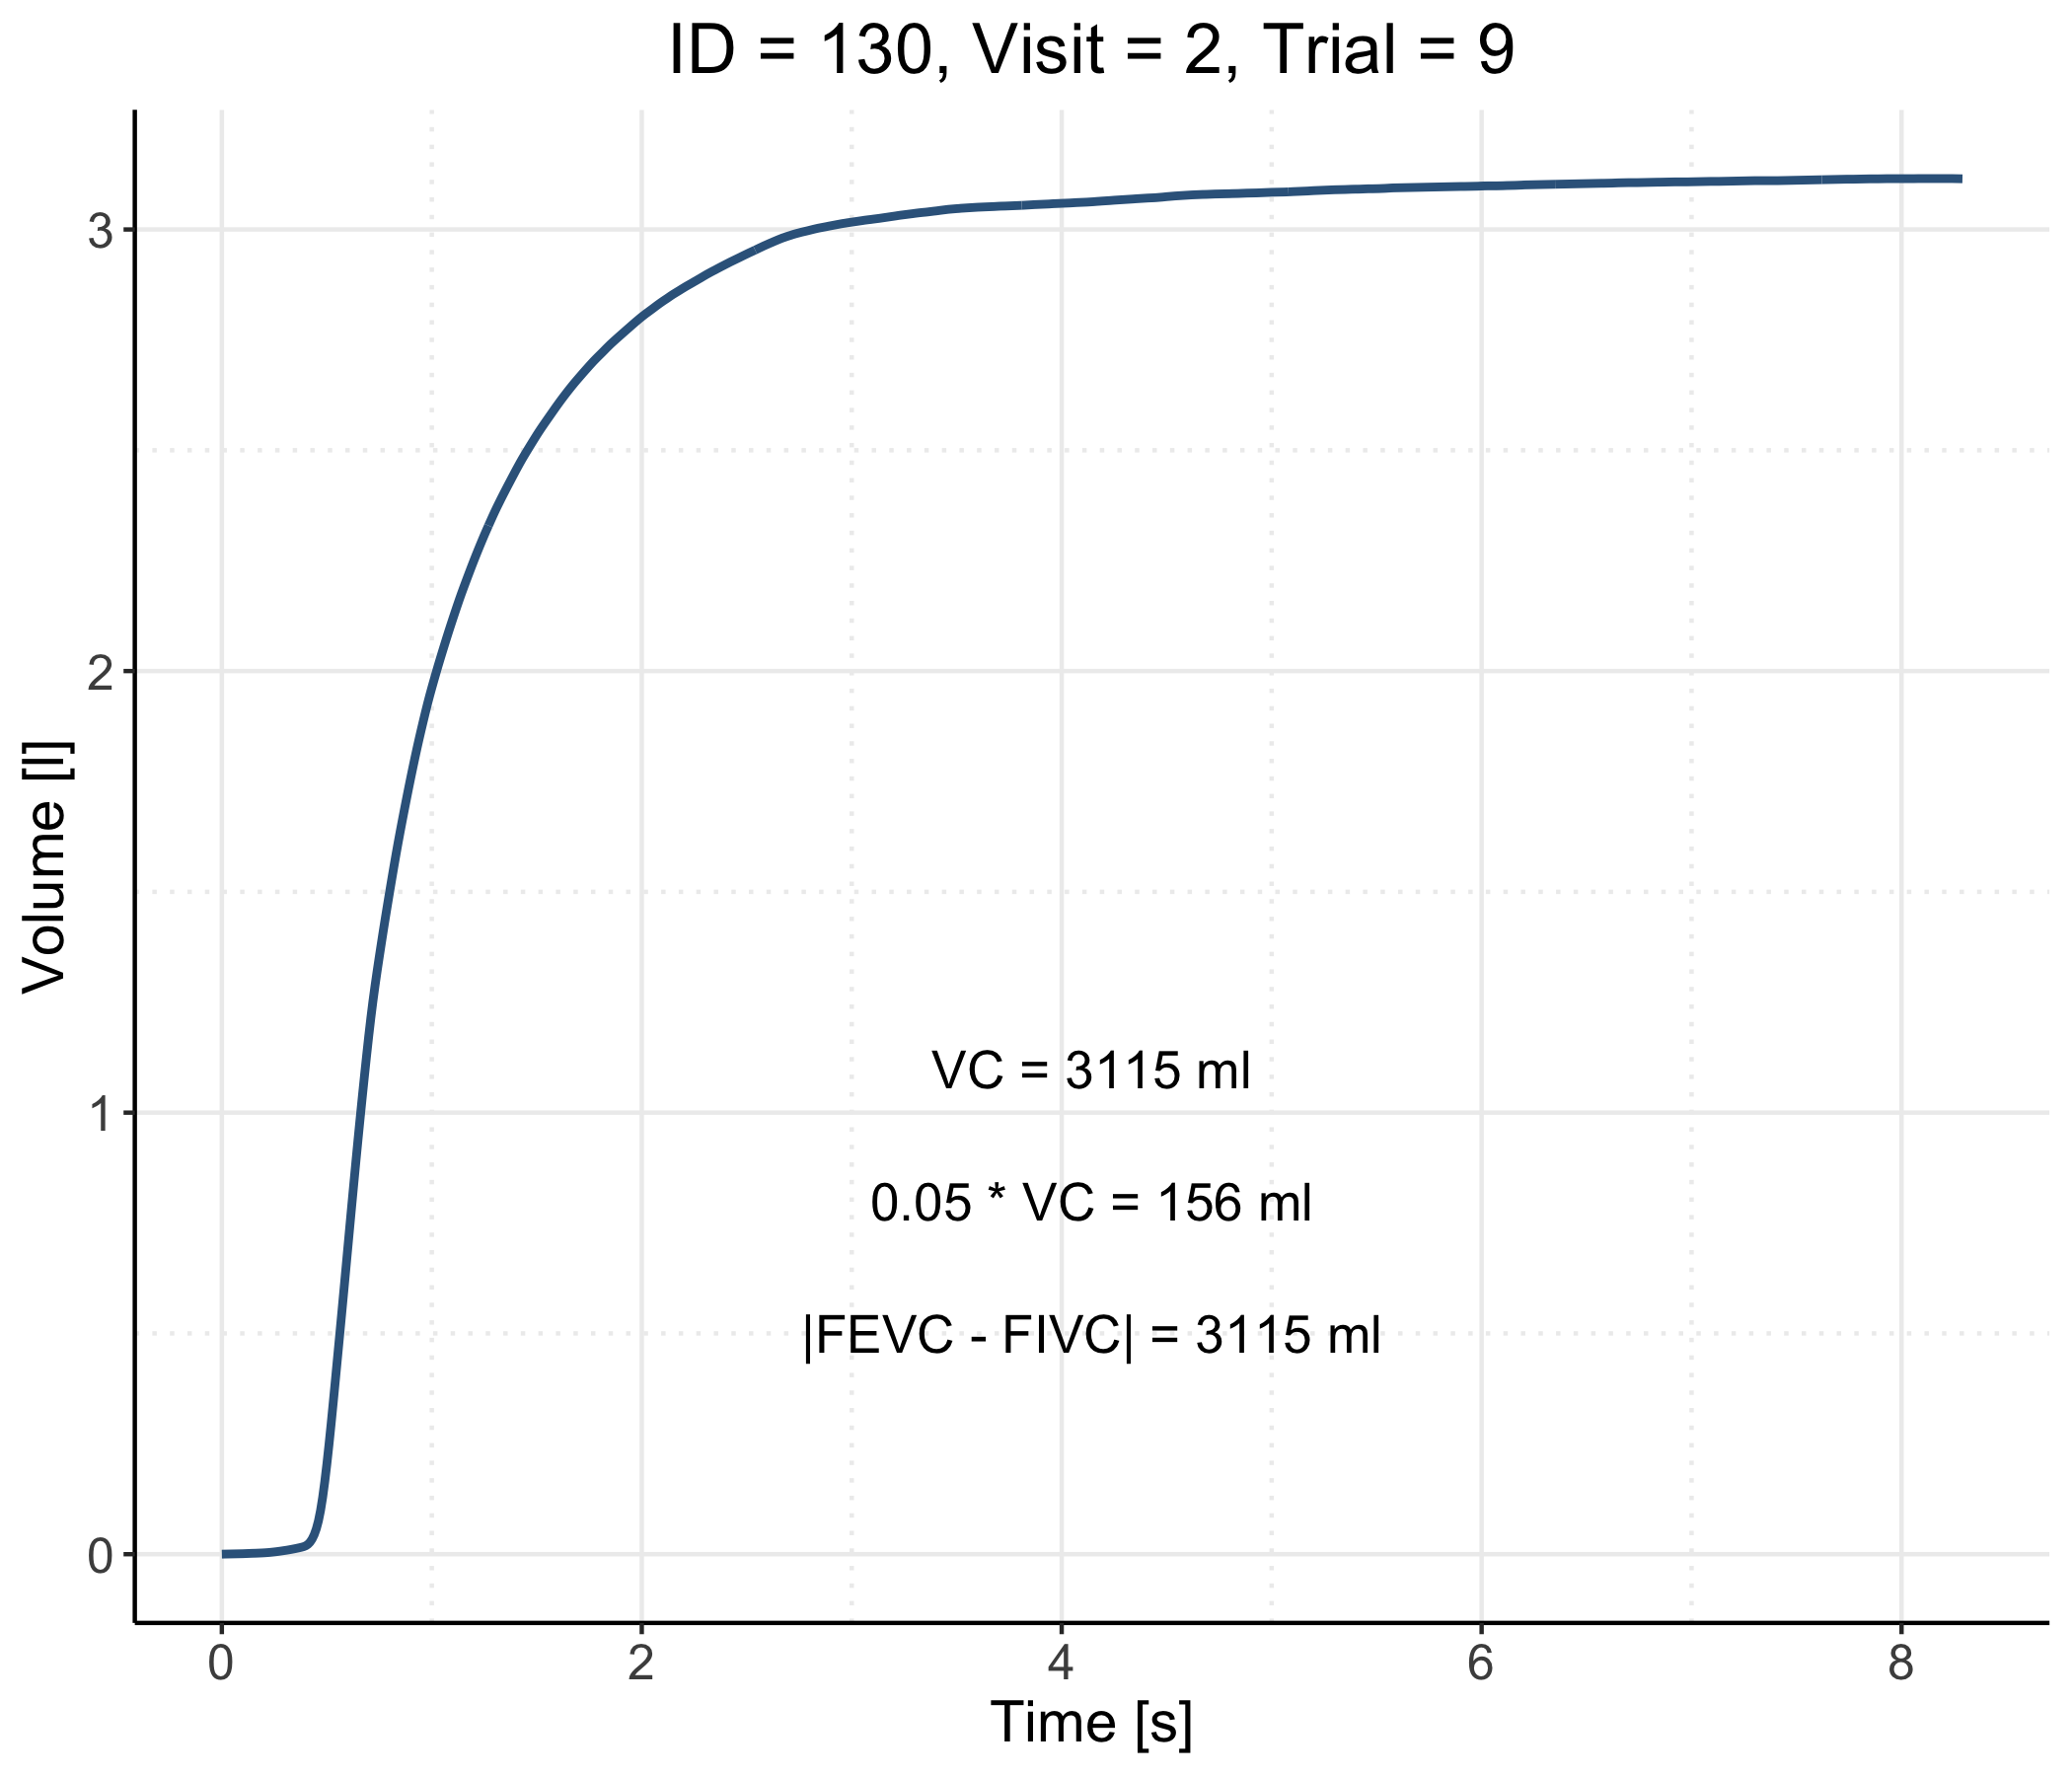 ID = 130, Visit = 2, Trial = 9
3
2
1
0
Volume [l]
VC = 3115 ml
0.05 * VC = 156 ml
|FEVC - FIVC| = 3115 ml
0 2 4 6 8
Time [s]